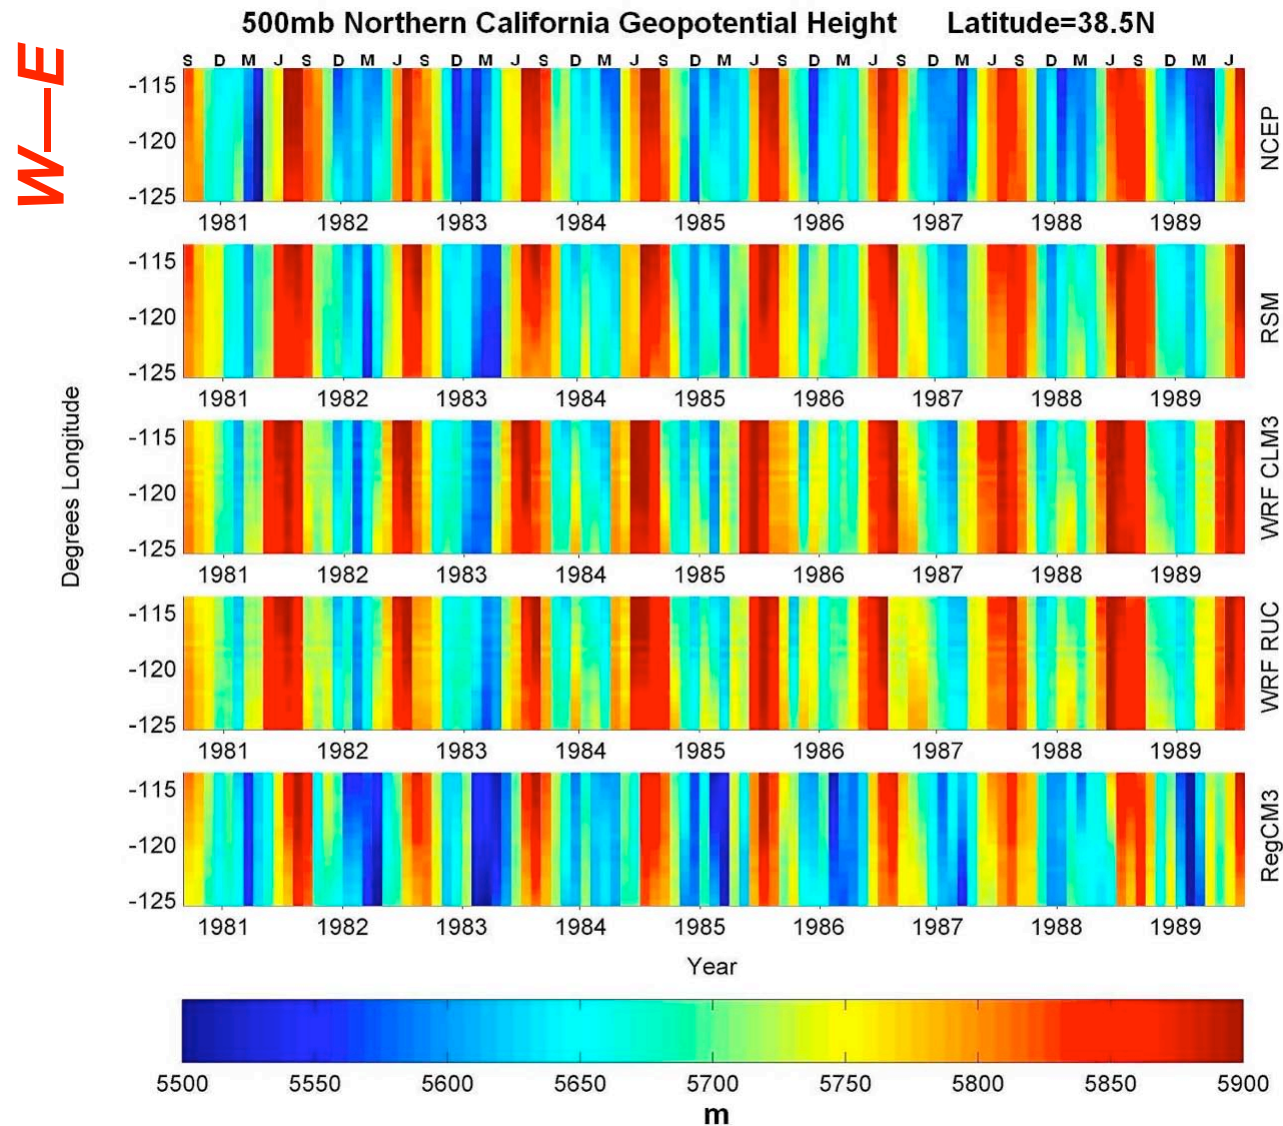 500mb Northern California Geopotential Height Latitude=38.5N
W—E
S D M J S D M J S D M J S D M J S D M J S D M J S D M J S D M J S D M J
-115
-120
-125
NCEP
1981 1982 1983 1984 1985 1986 1987 1988 1989
-115
-120
-125
RSM
1981 1982 1983 1984 1985 1986 1987 1988 1989
Degrees Longitude
-115
-120
-125
WRF CLM3
1981 1982 1983 1984 1985 1986 1987 1988 1989
-115
-120
-125
WRF RUC
1981 1982 1983 1984 1985 1986 1987 1988 1989
-115
-120
-125
RegCM3
1981 1982 1983 1984 1985 1986 1987 1988 1989
Year
5500 5550 5600 5650 5700 5750 5800 5850 5900
m